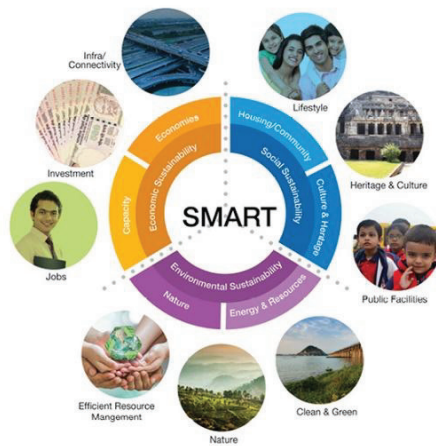 Infra/
Connectivity
Lifestyle
Economies
Housing/Community
Investment
Economic Sustainability
Social Sustainability
Heritage & Culture
Capacity
SMART
Culture & Heritage
Jobs
Environmental Sustainability
Public Facilities
Nature
Energy & Resources
Efficient Resource
Mangement
Clean & Green
Nature